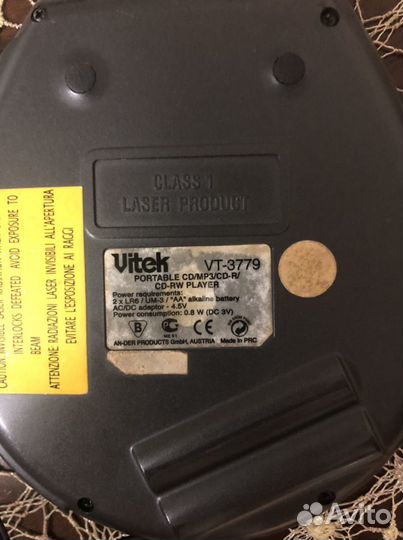 CLASS 1
LASER PRODUCT
Vitek VT-3779
PORTABLE CD/MP3/CD-R/
CD-RW PLAYER
Power requirements:
2 x LR6 / UM-3 / "AA" alkaline battery
AC/DC adaptor - 4.5V
Power consumption: 0.8 W (DC 3V)
AN-DER PRODUCTS GmbH, AUSTRIA Made in PRC
INTERLOCKS DEFEATED AVOID EXPOSURE TO
BEAM
ATTENZIONE RADIAZIONI LASER INVISIBILI ALL'APERTURA
EVITARE L'ESPOSIZIONE AI RAGGI
Avito